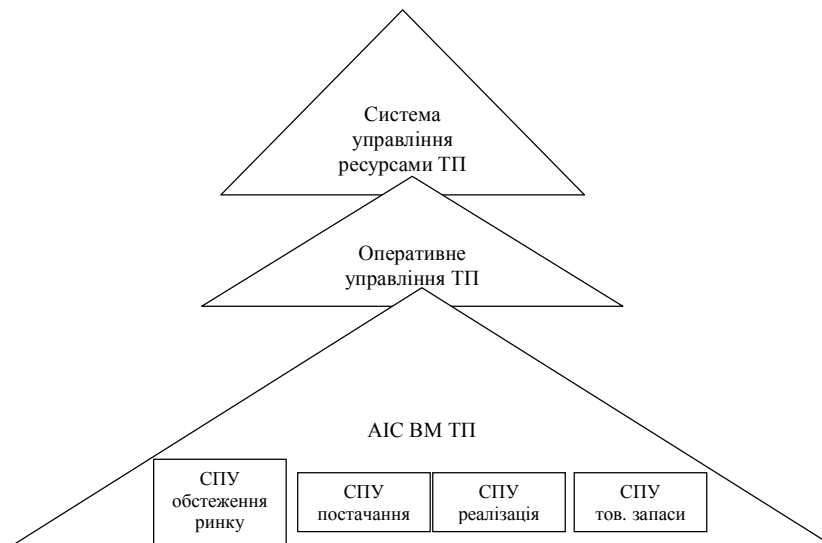 Система
управління
ресурсами ТП
Оперативне
управління ТП
АІС ВМ ТП
СПУ
обстеження
ринку
СПУ
постачання
СПУ
реалізація
СПУ
тов. запаси